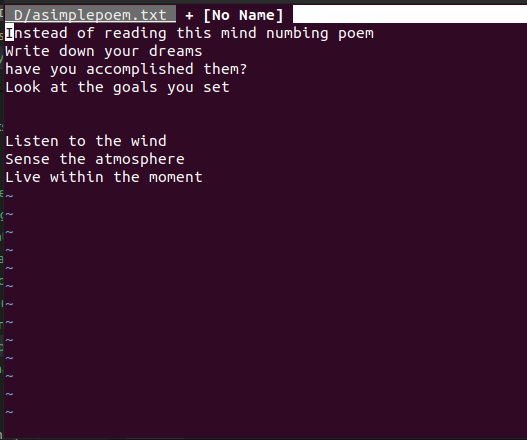 D/asimplepoem.txt + [No Name]
Instead of reading this mind numbing poem
Write down your dreams
have you accomplished them?
Look at the goals you set
Listen to the wind
Sense the atmosphere
Live within the moment
~
~
~
~
~
~
~
~
~
~
~
~
~